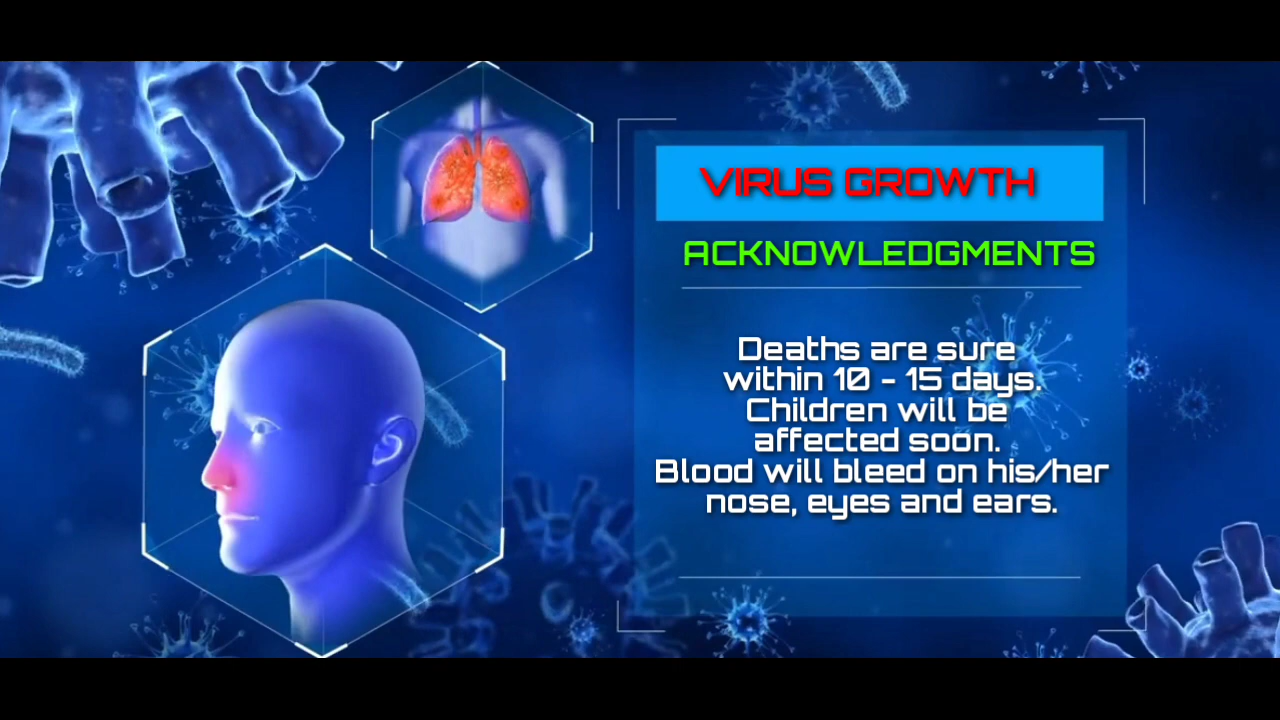 VIRUS GROWTH
ACKNOWLEDGMENTS
Deaths are sure
within 10 - 15 days.
Children will be
affected soon.
Blood will bleed on his/her
nose, eyes and ears.